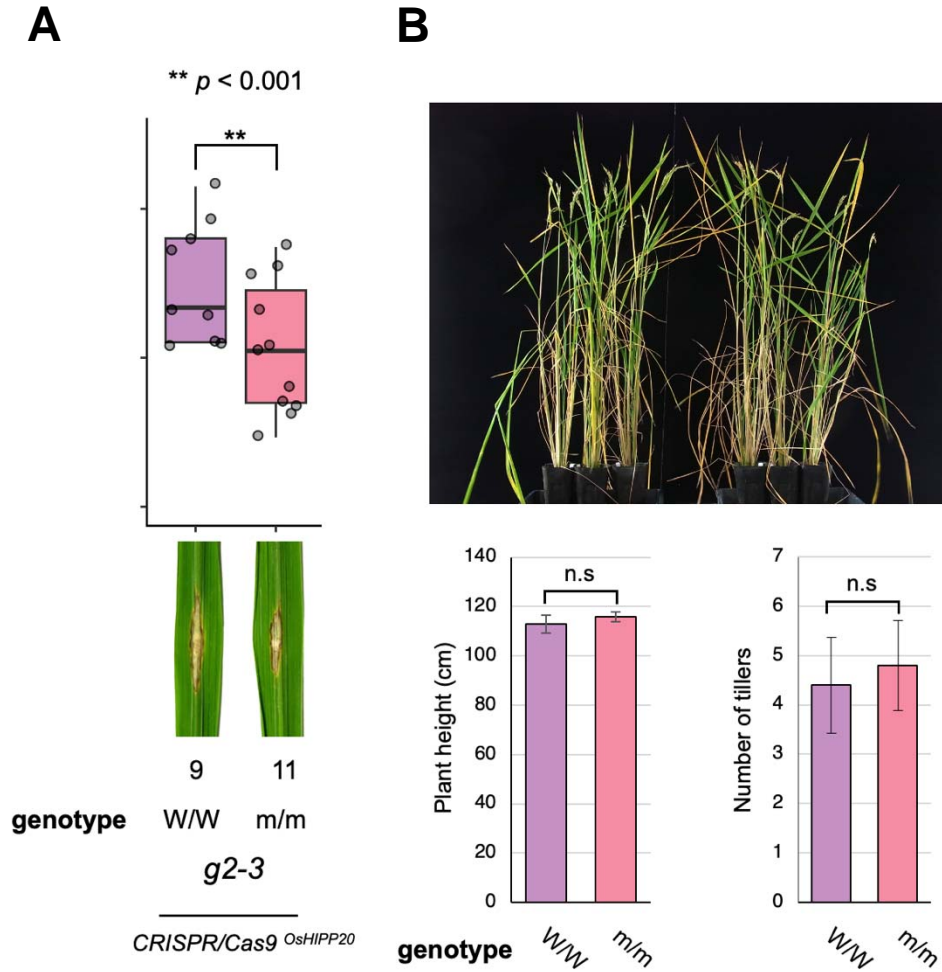 A
** p < 0.001
**
9 11
genotype W/W m/m
g2-3
CRISPR/Cas9 OsHIPP20
B
Plant height (cm)
140
120
100
80
60
40
20
0
n.s
genotype W/W m/m
Number of tillers
7
6
5
4
3
2
1
0
n.s
W/W m/m